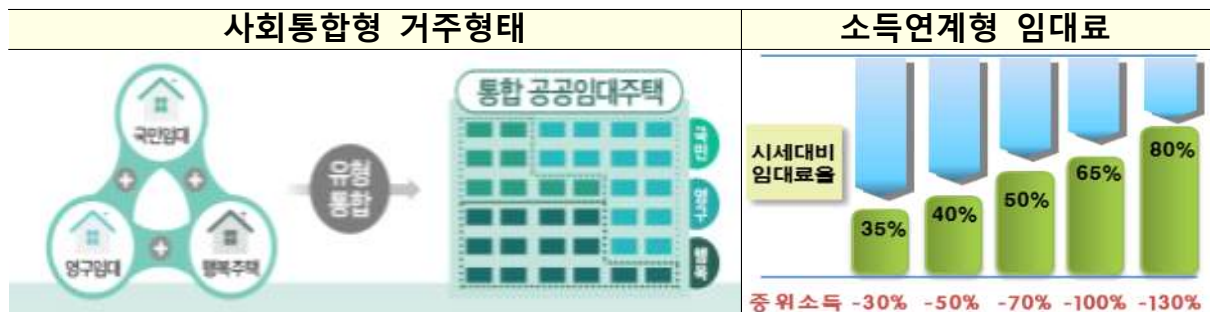 사회통합형 거주형태
소득연계형 임대료
국민임대
영구임대
행복주택
유형
통합
통합 공공임대주택
국민
영구
행복
시세대비
임대료율
35%
40%
50%
65%
80%
중위소득 -30% -50% -70% -100% -130%